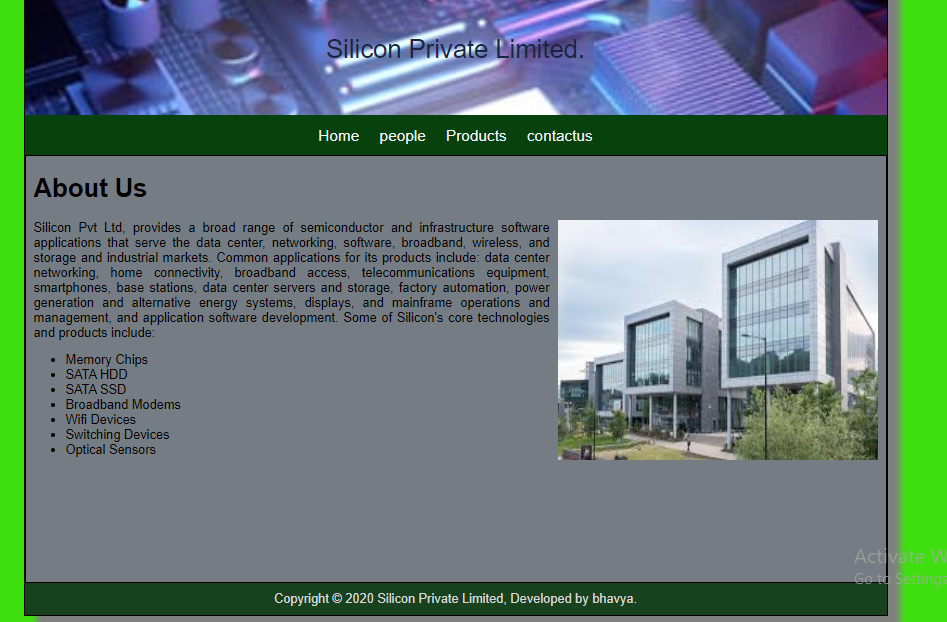 Silicon Private Limited.
Home people Products contactus
About Us
Silicon Pvt Ltd, provides a broad range of semiconductor and infrastructure software
applications that serve the data center, networking, software, broadband, wireless, and
storage and industrial markets. Common applications for its products include: data center
networking, home connectivity, broadband access, telecommunications equipment,
smartphones, base stations, data center servers and storage, factory automation, power
generation and alternative energy systems, displays, and mainframe operations and
management, and application software development. Some of Silicon's core technologies
and products include:
• Memory Chips
• SATA HDD
• SATA SSD
• Broadband Modems
• Wifi Devices
• Switching Devices
• Optical Sensors
Activate W
Go to Settings
Copyright © 2020 Silicon Private Limited, Developed by bhavya.